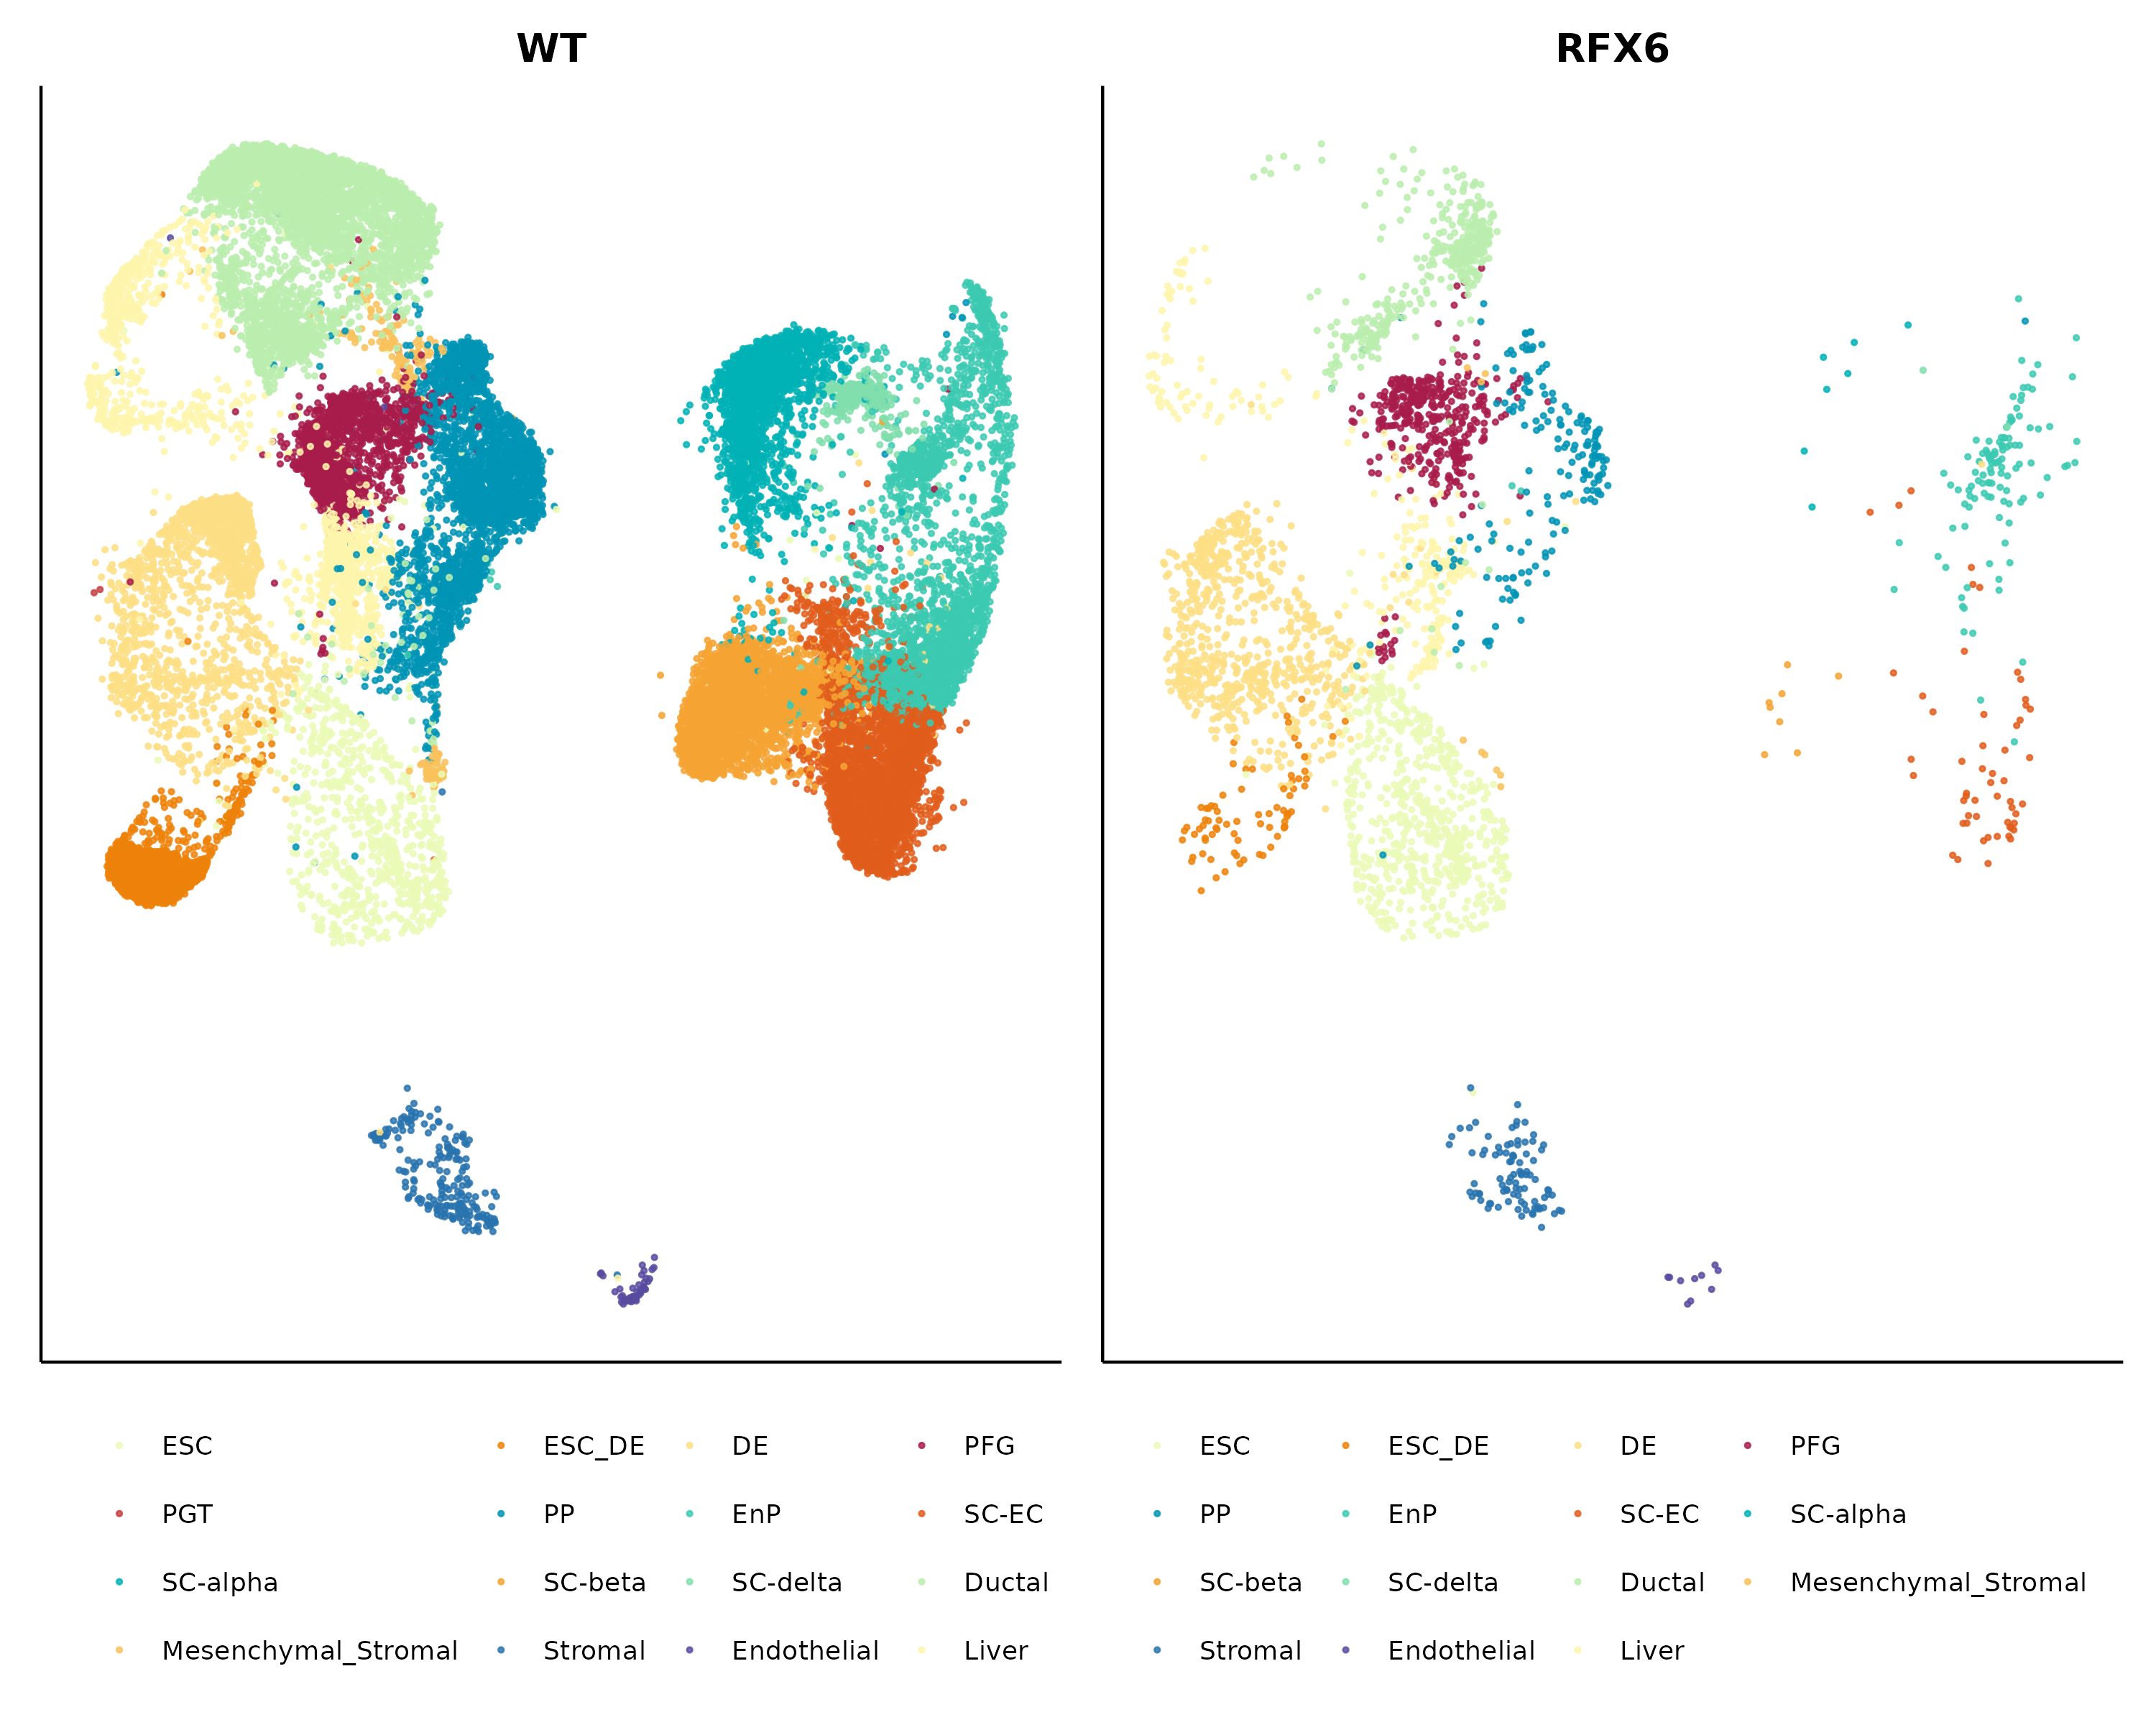 WT
RFX6
ESC ESC_DE DE PFG ESC ESC_DE DE PFG
PGT PP EnP SC-EC PP EnP SC-EC SC-alpha
SC-alpha SC-beta SC-delta Ductal SC-beta SC-delta Ductal Mesenchymal_Stromal
Mesenchymal_Stromal Stromal Endothelial Liver Stromal Endothelial Liver